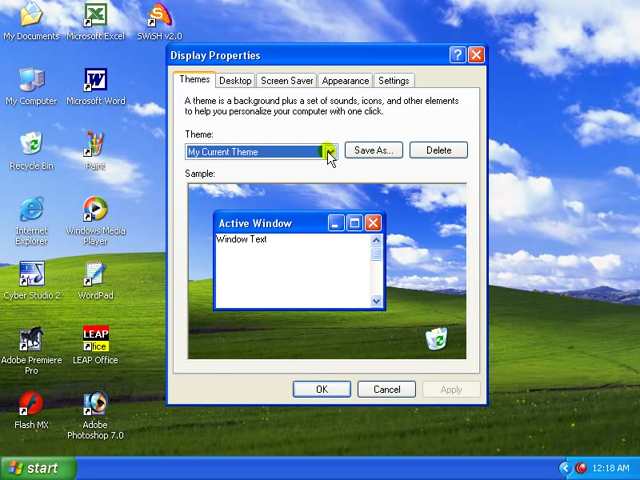 My Documents
Microsoft Excel
SWiSH v2.0
My Computer
Microsoft Word
Recycle Bin
Paint
Internet
Explorer
Windows Media
Player
Cyber Studio 2
WordPad
Adobe Premiere
Pro
LEAP
ffice
LEAP Office
Flash MX
Adobe
Photoshop 7.0
Display Properties
Themes
Desktop
Screen Saver
Appearance
Settings
A theme is a background plus a set of sounds, icons, and other elements
to help you personalize your computer with one click.
Theme:
My Current Theme
Save As...
Delete
Sample:
Active Window
Window Text
OK
Cancel
Apply
start
12:18 AM